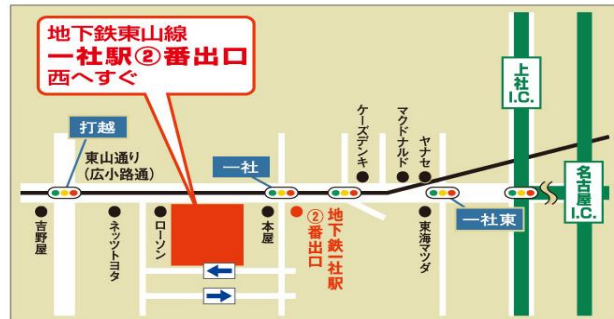 地下鉄東山線
一社駅②番出口
西へすぐ
打越
東山通り
(広小路通)
一社
ケーズデンキ
マクドナルド
ヤナセ
上社
I.C.
名古屋
I.C.
一社東
吉野屋
ネッツトヨタ
ローソン
本屋
地下鉄一社駅
②番出口
東海マツダ